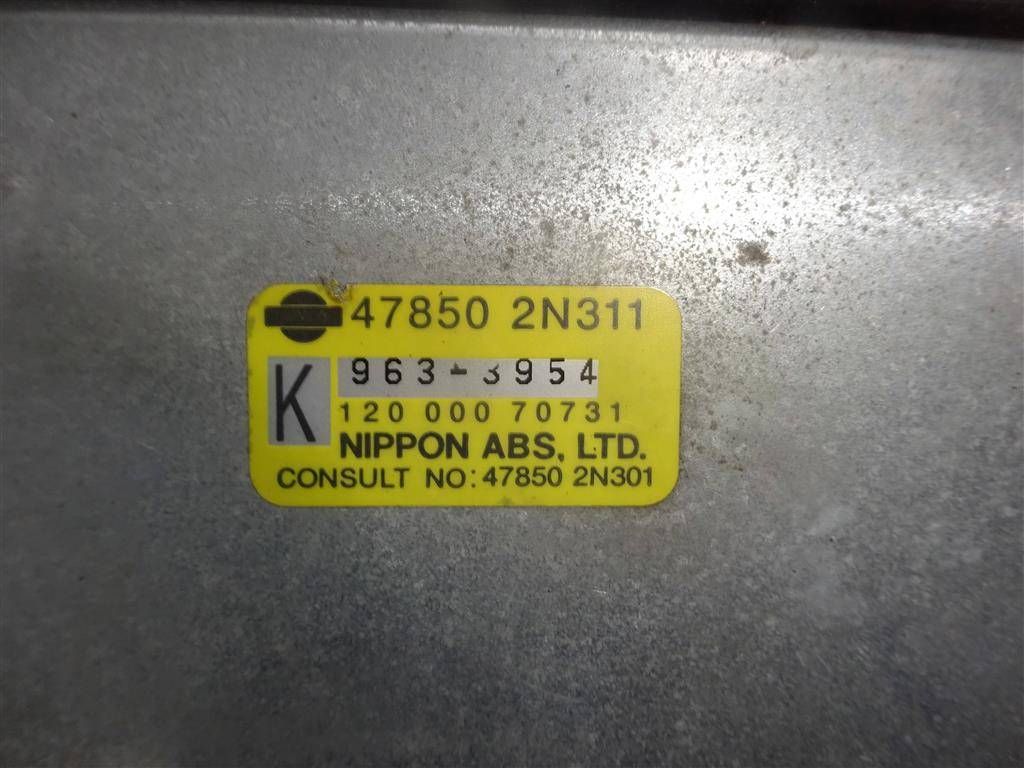 47850 2N311
K 963-3954
120 000 70731
NIPPON ABS, LTD.
CONSULT NO: 47850 2N301